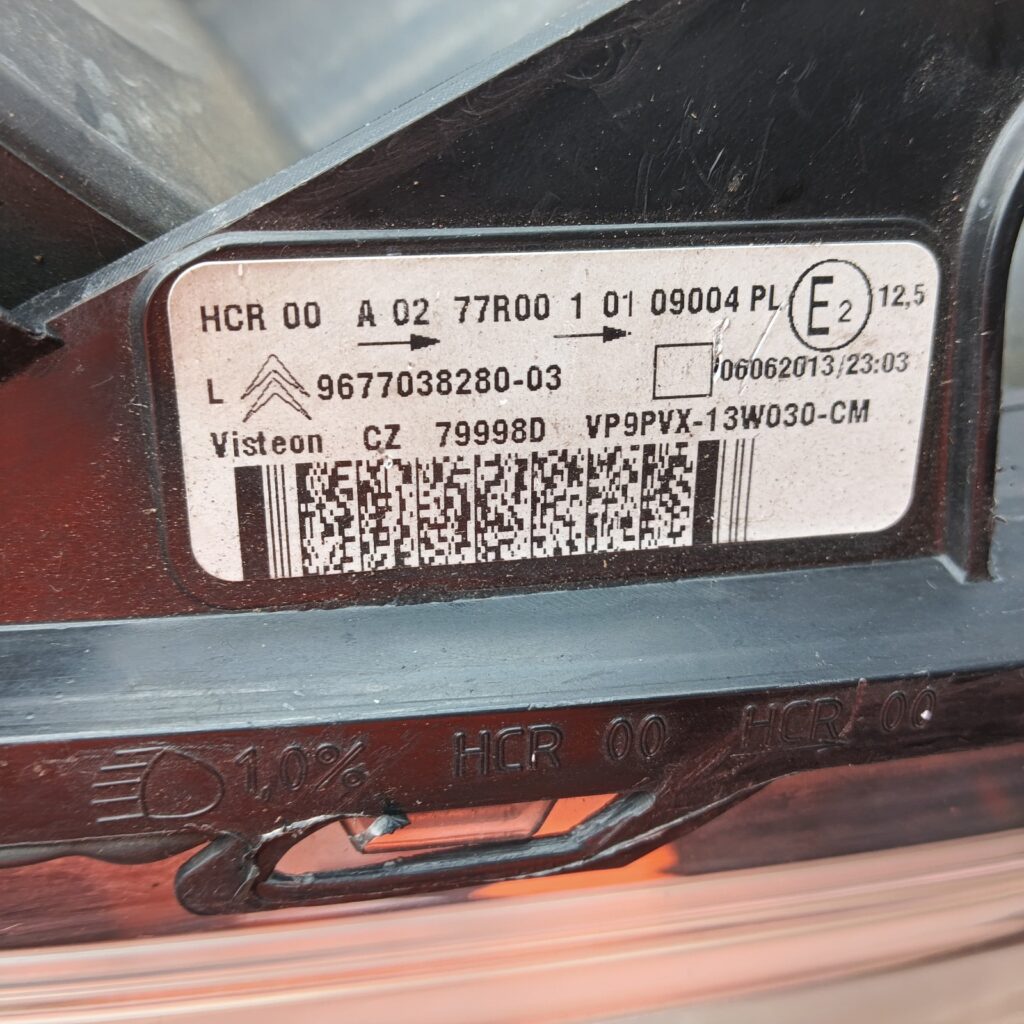 HCR 00 A 02 77R00 1 01 09004 PL E2 12,5
L 9677038280-03 06062013/23:03
Visteon CZ 79998D VP9PVX-13W030-CM
1,0% HCR 00 HCR 00